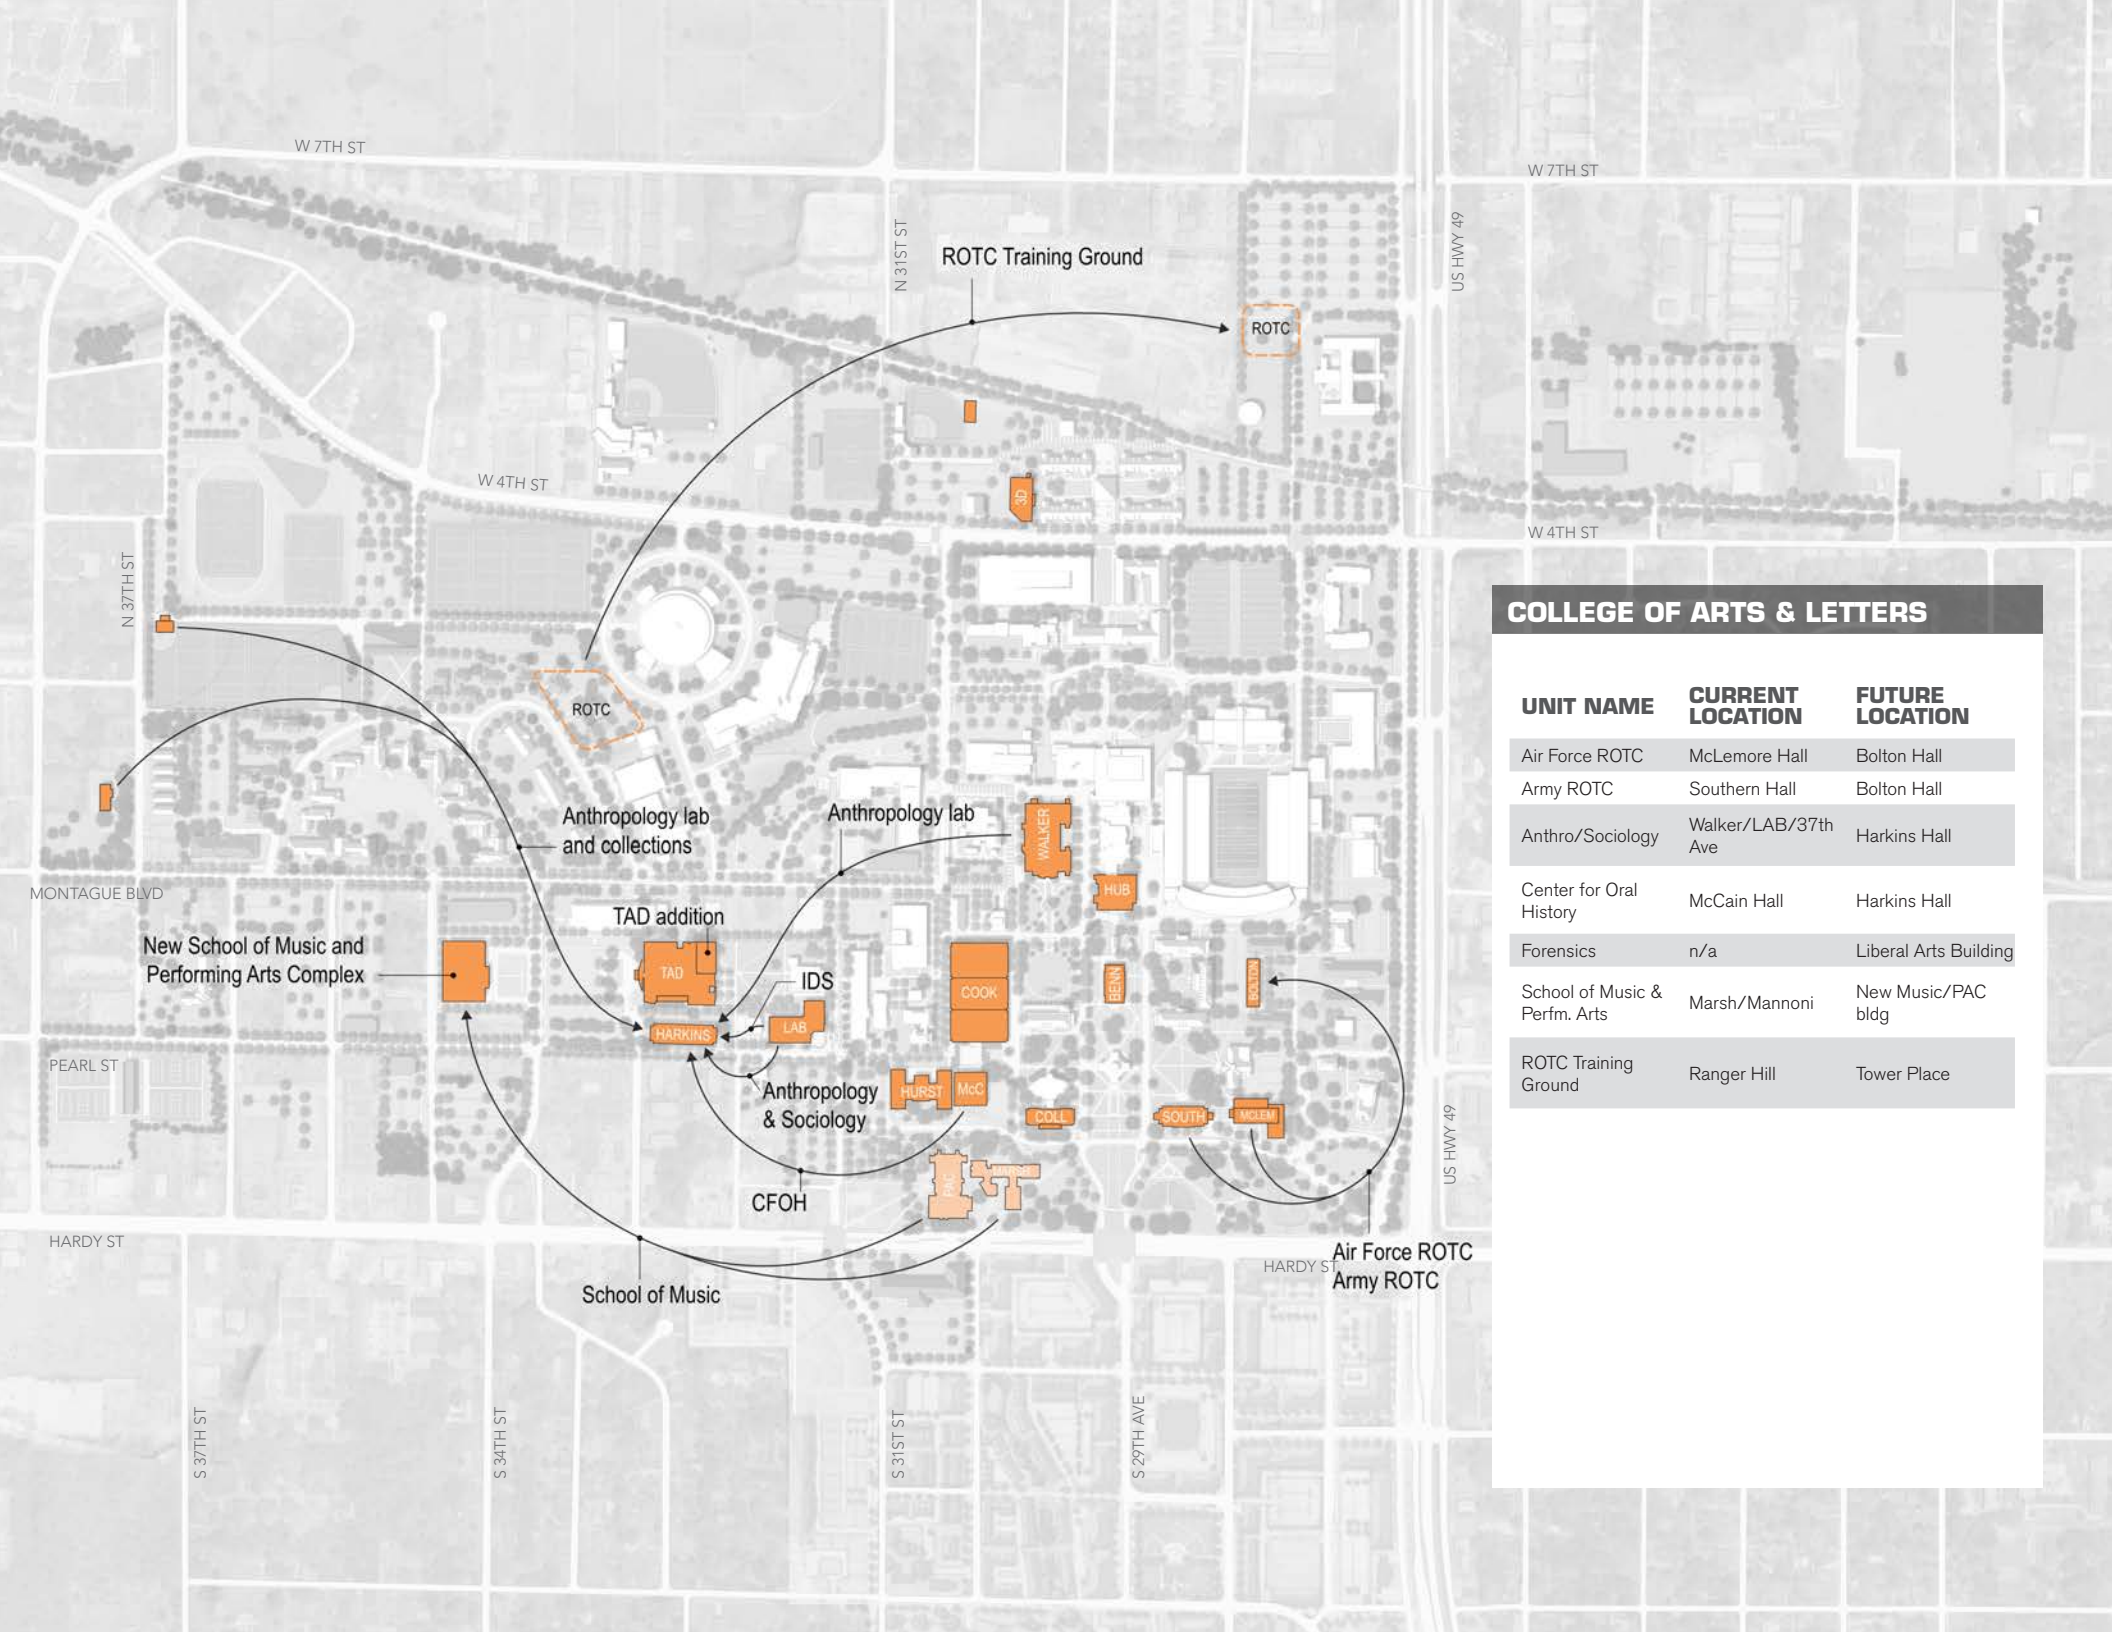 W 7TH ST
W 7TH ST
N 31ST ST
US HWY 49
ROTC Training Ground
ROTC
3D
W 4TH ST
W 4TH ST
N 37TH ST
ROTC
Anthropology lab
and collections
Anthropology lab
WALKER
HUB
MONTAGUE BLVD
TAD addition
New School of Music and
Performing Arts Complex
TAD
IDS
COOK
BENN
BOLTON
HARKINS
LAB
PEARL ST
Anthropology
& Sociology
HURST
McC
COLL
SOUTH
MCLEM
US HWY 49
PAC
MARSH
CFOH
HARDY ST
HARDY ST
Air Force ROTC
Army ROTC
School of Music
S 37TH ST
S 34TH ST
S 31ST ST
S 29TH AVE
COLLEGE OF ARTS & LETTERS
UNIT NAME
CURRENT
LOCATION
FUTURE
LOCATION
Air Force ROTC McLemore Hall Bolton Hall
Army ROTC Southern Hall Bolton Hall
Anthro/Sociology
Walker/LAB/37th
Ave
Harkins Hall
Center for Oral
History
McCain Hall
Harkins Hall
Forensics n/a Liberal Arts Building
School of Music &
Perfm. Arts
Marsh/Mannoni
New Music/PAC
bldg
ROTC Training
Ground
Ranger Hill
Tower Place